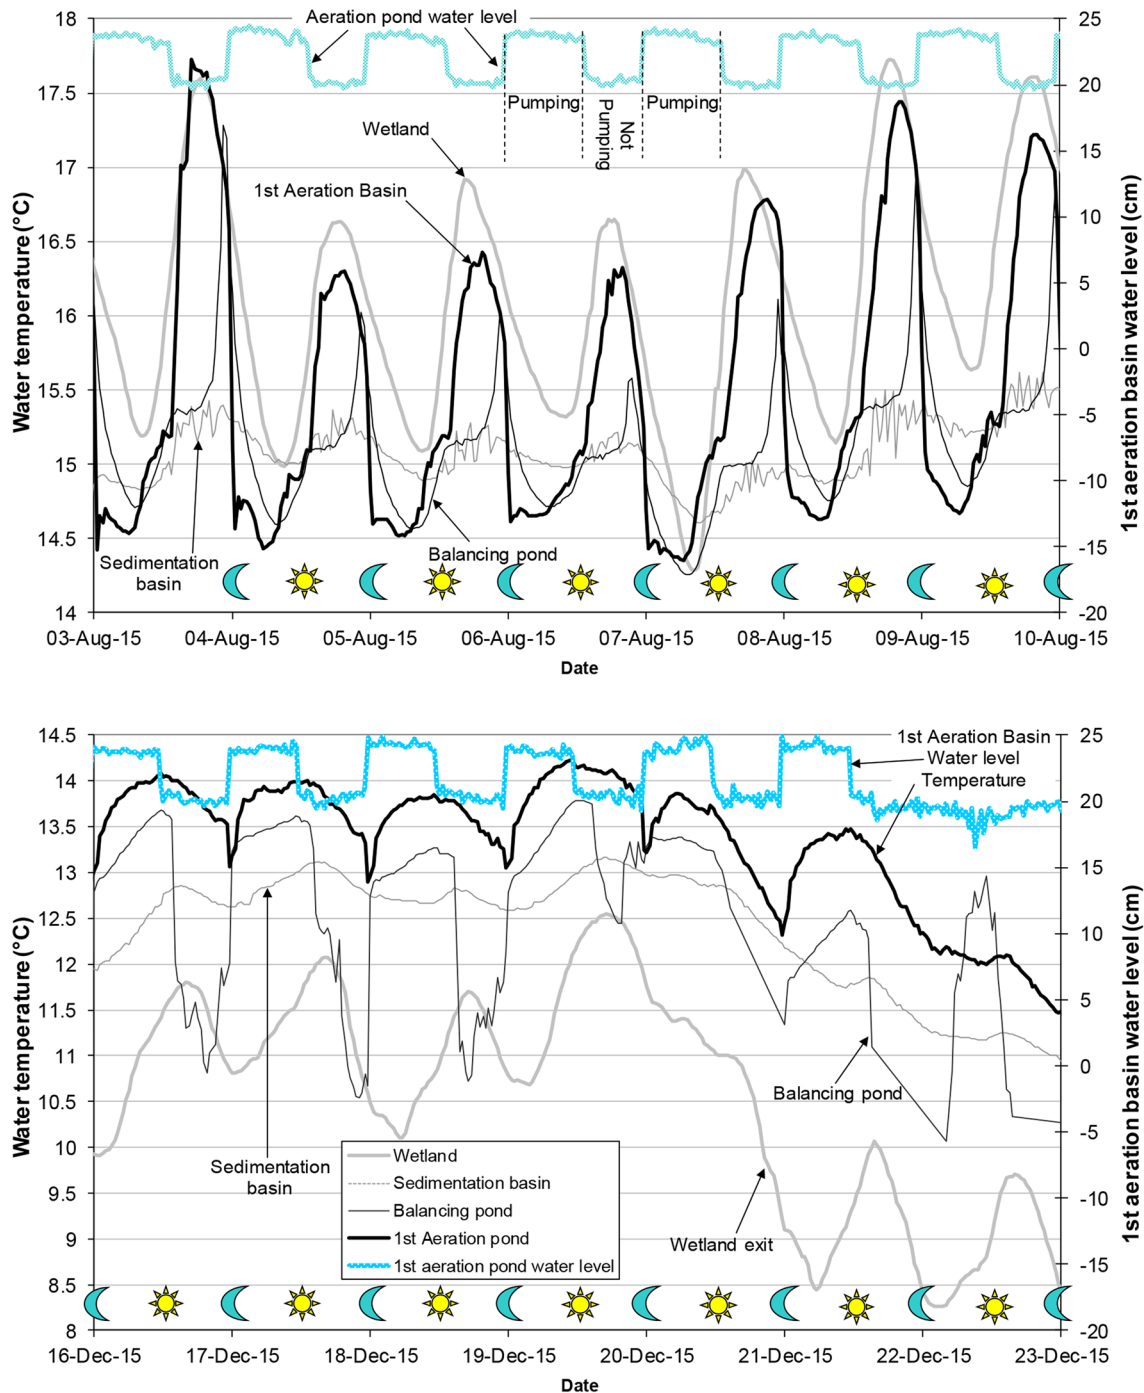 Aeration pond water level
18
17.5
17
16.5
16
15.5
15
14.5
14
Water temperature (°C)
25
20
15
10
5
0
-5
-10
-15
-20
1st aeration basin water level (cm)
Pumping
Not
Pumping
Pumping
Wetland
1st Aeration Basin
Sedimentation
basin
Balancing pond
03-Aug-15
04-Aug-15
05-Aug-15
06-Aug-15
07-Aug-15
08-Aug-15
09-Aug-15
10-Aug-15
Date
14.5
14
13.5
13
12.5
12
11.5
11
10.5
10
9.5
9
8.5
8
Water temperature (°C)
25
20
15
10
5
0
-5
-10
-15
-20
1st aeration basin water level (cm)
1st Aeration Basin
Water level
Temperature
Balancing pond
Sedimentation
basin
Wetland exit
Wetland
Sedimentation basin
Balancing pond
1st Aeration pond
1st aeration pond water level
16-Dec-15
17-Dec-15
18-Dec-15
19-Dec-15
20-Dec-15
21-Dec-15
22-Dec-15
23-Dec-15
Date